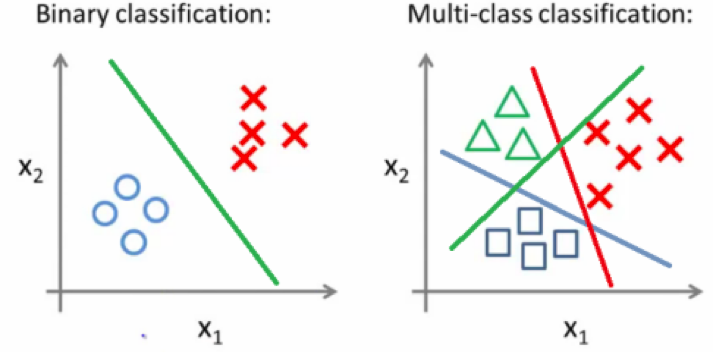 Binary classification:
x₂
x₁
Multi-class classification:
x₂
x₁